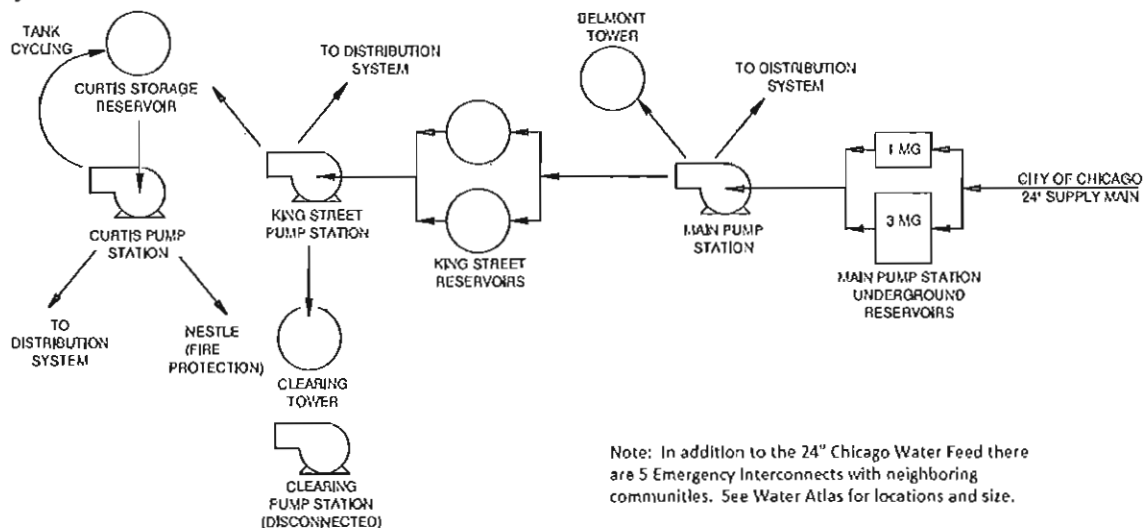 TANK
CYCLING
CURTIS STORAGE
RESERVOIR
TO DISTRIBUTION
SYSTEM
BELMONT
TOWER
TO DISTRIBUTION
SYSTEM
1 MG
3 MG
CITY OF CHICAGO
24" SUPPLY MAIN
CURTIS PUMP
STATION
KING STREET
PUMP STATION
KING STREET
RESERVOIRS
MAIN PUMP
STATION
MAIN PUMP STATION
UNDERGROUND
RESERVOIRS
TO
DISTRIBUTION
SYSTEM
NESTLE
(FIRE
PROTECTION)
CLEARING
TOWER
CLEARING
PUMP STATION
(DISCONNECTED)
Note: In addition to the 24" Chicago Water Feed there
are 5 Emergency Interconnects with neighboring
communities. See Water Atlas for locations and size.